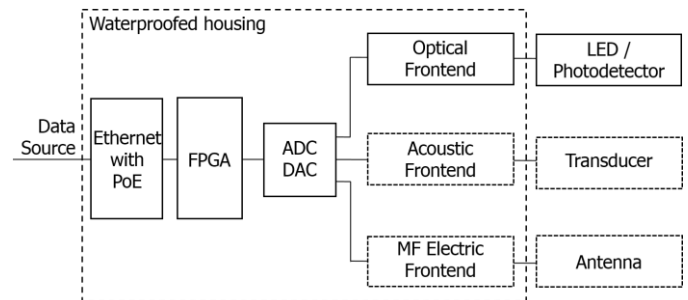 Waterproofed housing
Data
Source
Ethernet
with
PoE
FPGA
ADC
DAC
Optical
Frontend
LED /
Photodetector
Acoustic
Frontend
Transducer
MF Electric
Frontend
Antenna